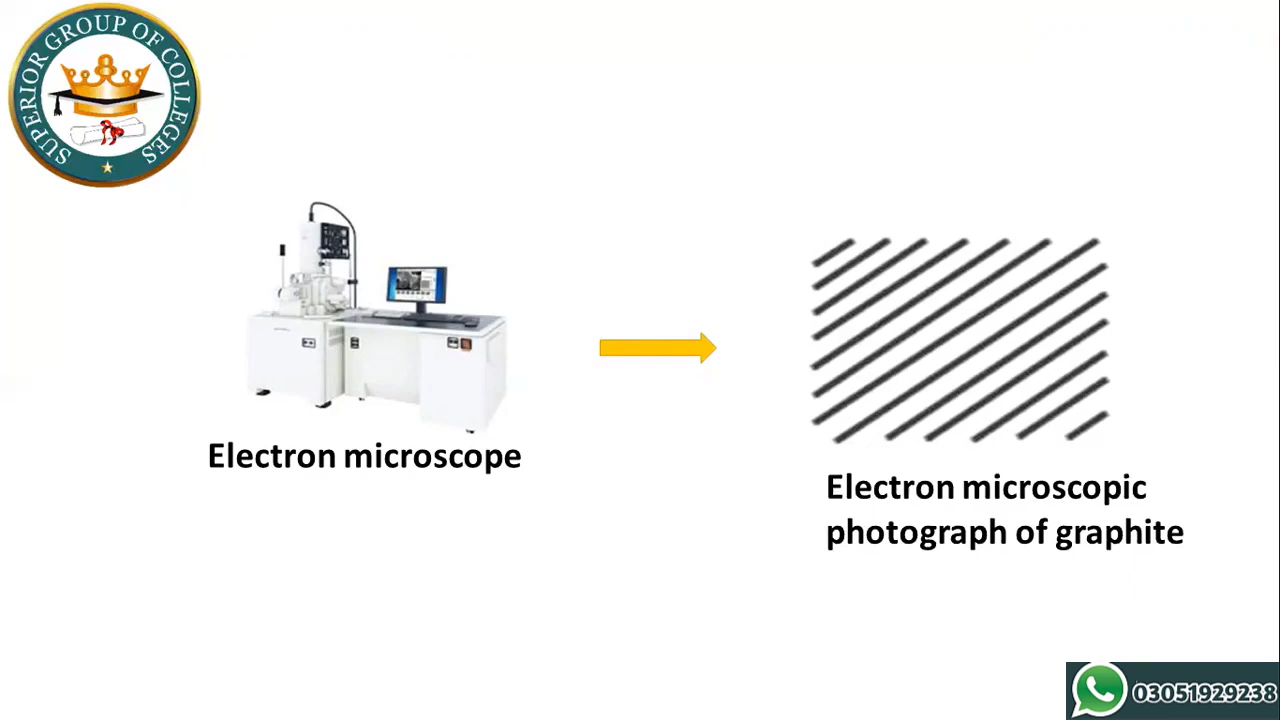 SUPERIOR GROUP OF COLLEGES
Electron microscope
Electron microscopic
photograph of graphite
03051929238